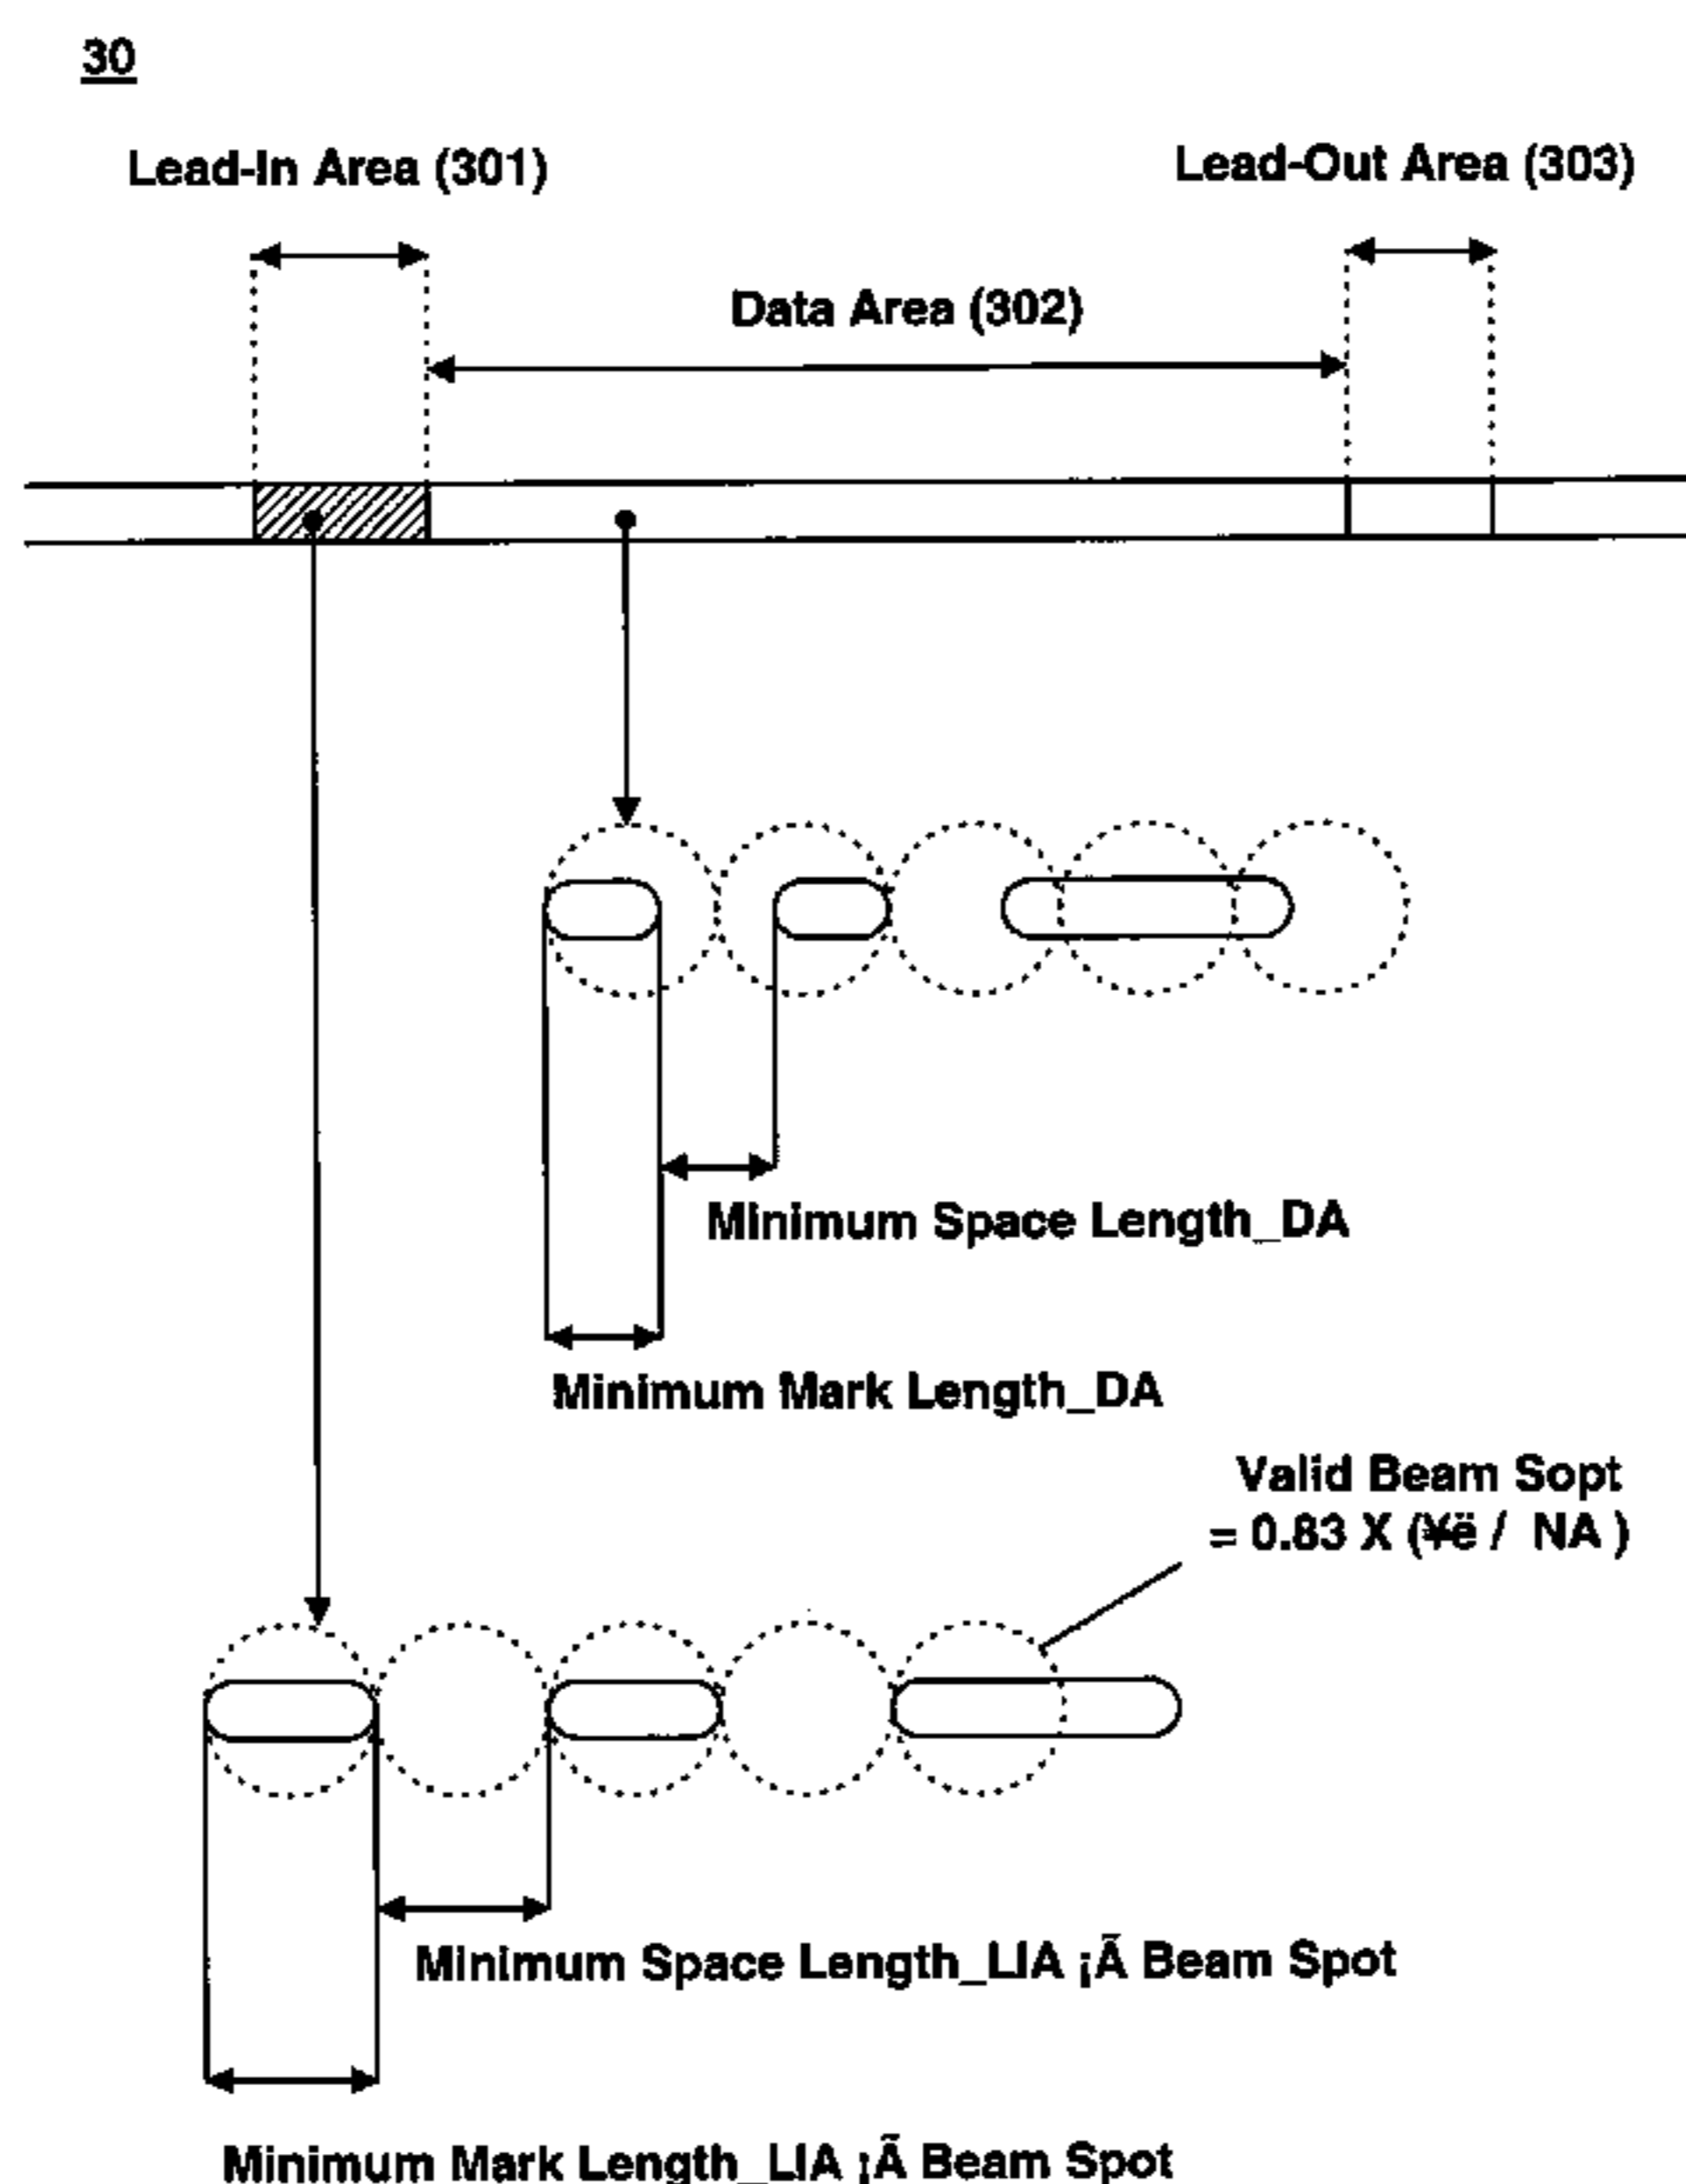 30
Lead-In Area (301)
Lead-Out Area (303)
Data Area (302)
Minimum Space Length_DA
Minimum Mark Length_DA
Valid Beam Sopt
= 0.83 X (¥ë / NA )
Minimum Space Length_LIA ¡Ã Beam Spot
Minimum Mark Length_LIA ¡Ã Beam Spot